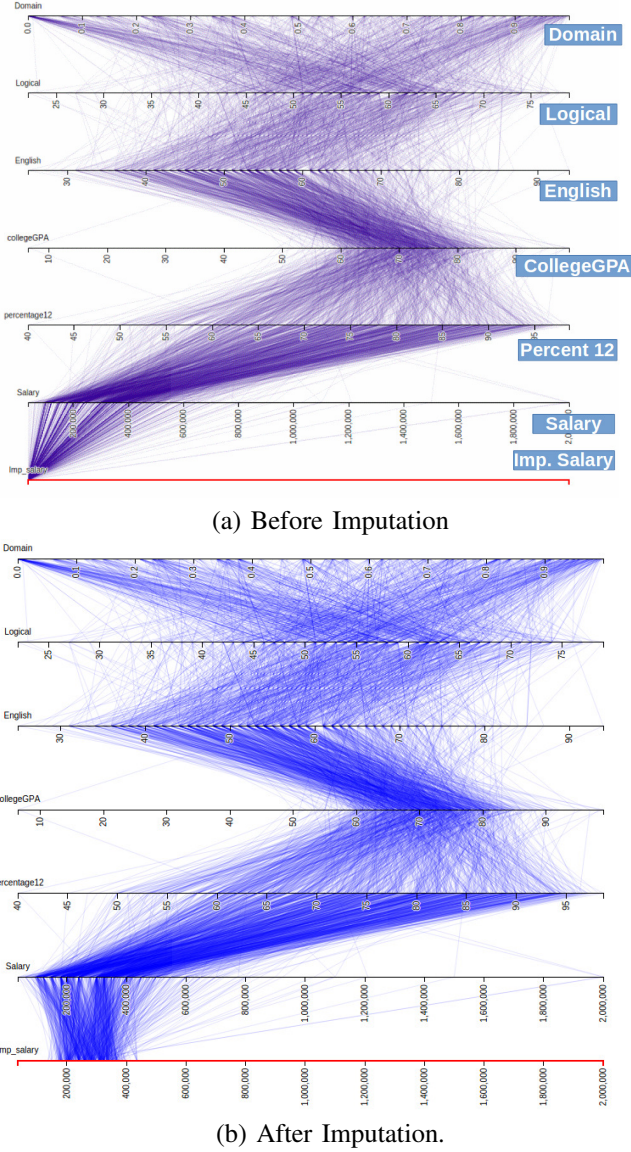 Domain
0.0 0.1 0.2 0.3 0.4 0.5 0.6 0.7 0.8 0.9
Domain
Logical
25 30 35 40 45 50 55 60 65 70 75
Logical
English
30 40 50 60 70 80 90
English
collegeGPA
10 20 30 40 50 60 70 80 90
CollegeGPA
percentage12
40 45 50 55 60 65 70 75 80 85 90 95
Percent 12
Salary
200,000 400,000 600,000 800,000 1,000,000 1,200,000 1,400,000 1,600,000 1,800,000 2,000,000
Salary
Imp_salary
Imp. Salary
(a) Before Imputation
Domain
0.0 0.1 0.2 0.3 0.4 0.5 0.6 0.7 0.8 0.9
Logical
25 30 35 40 45 50 55 60 65 70 75
English
30 40 50 60 70 80 90
ollegeGPA
10 20 30 40 50 60 70 80 90
ercentage12
40 45 50 55 60 65 70 75 80 85 90 95
Salary
200,000 400,000 600,000 800,000 1,000,000 1,200,000 1,400,000 1,600,000 1,800,000 2,000,000
mp_salary
200,000 400,000 600,000 800,000 1,000,000 1,200,000 1,400,000 1,600,000 1,800,000 2,000,000
(b) After Imputation.